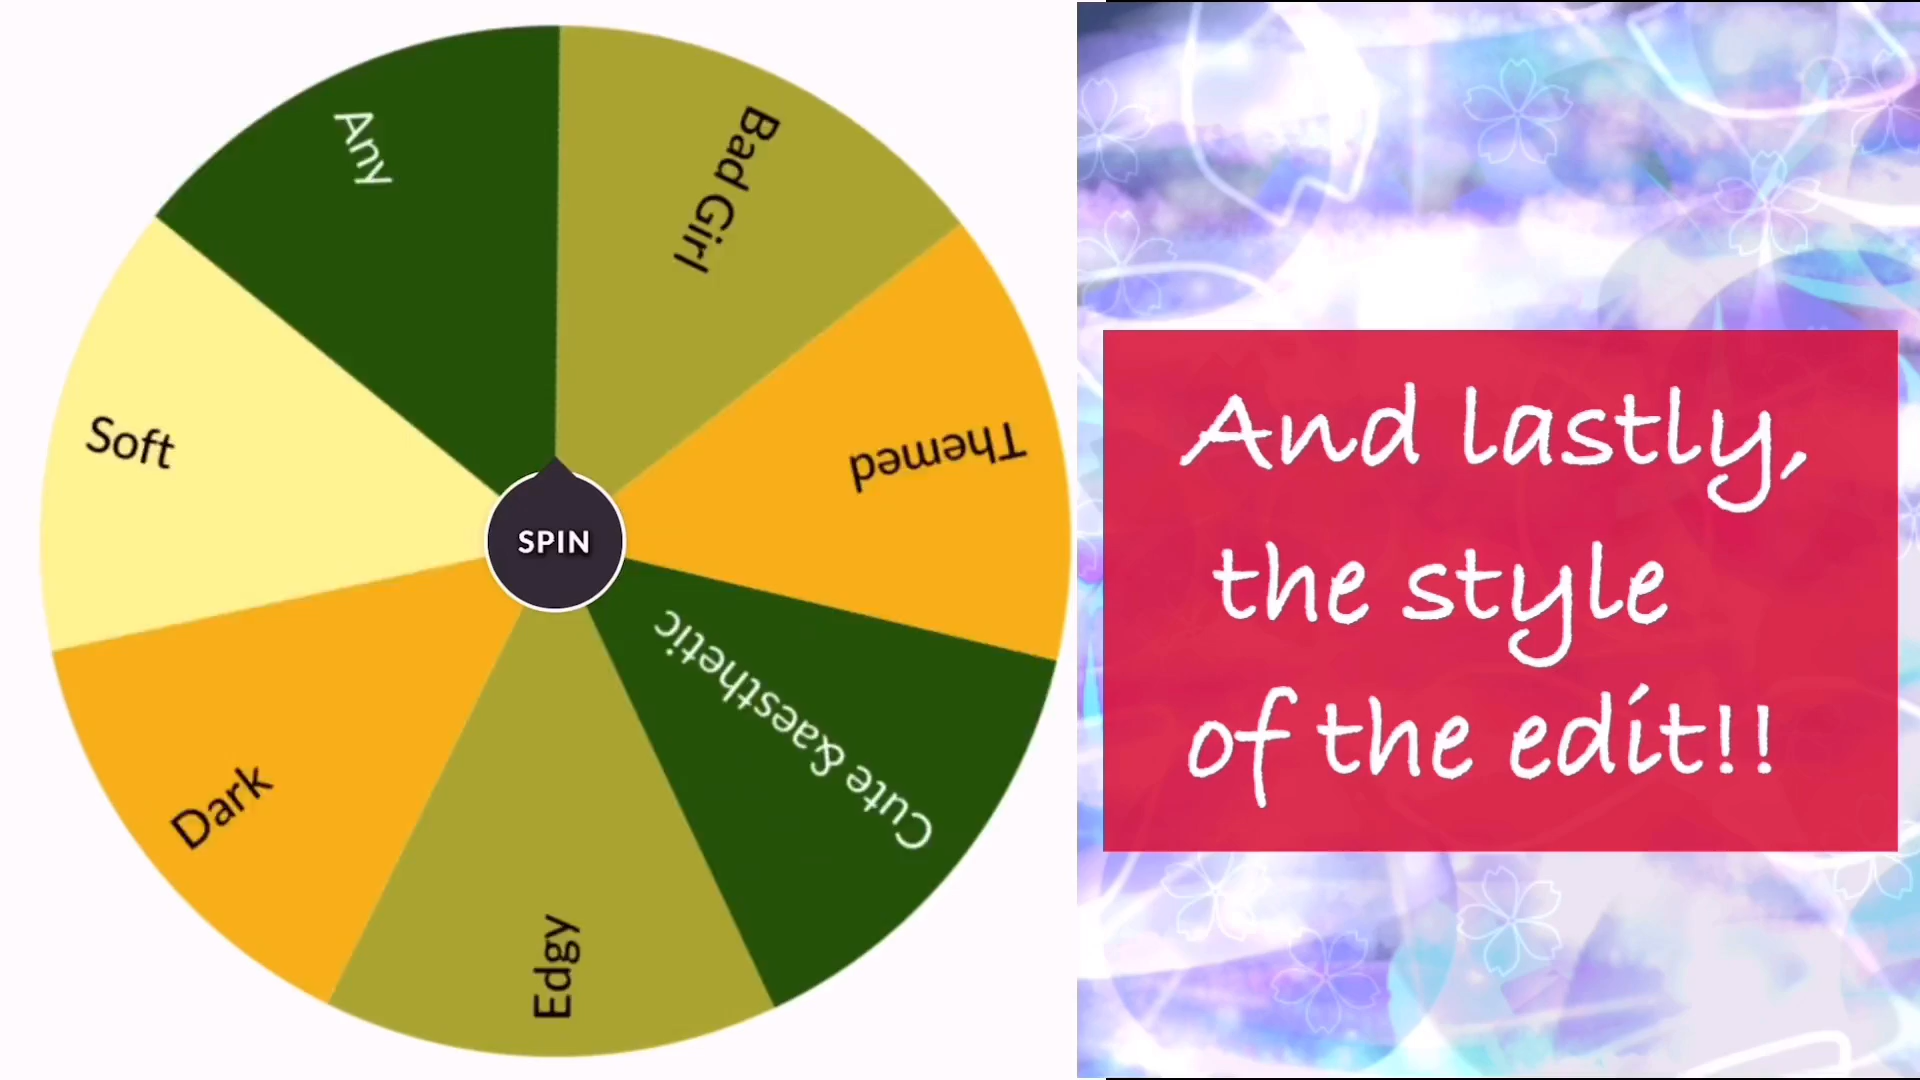 Any
Bad Girl
Themed
Cute &aesthetic
Edgy
Dark
Soft
SPIN
And lastly,
the style
of the edit!!